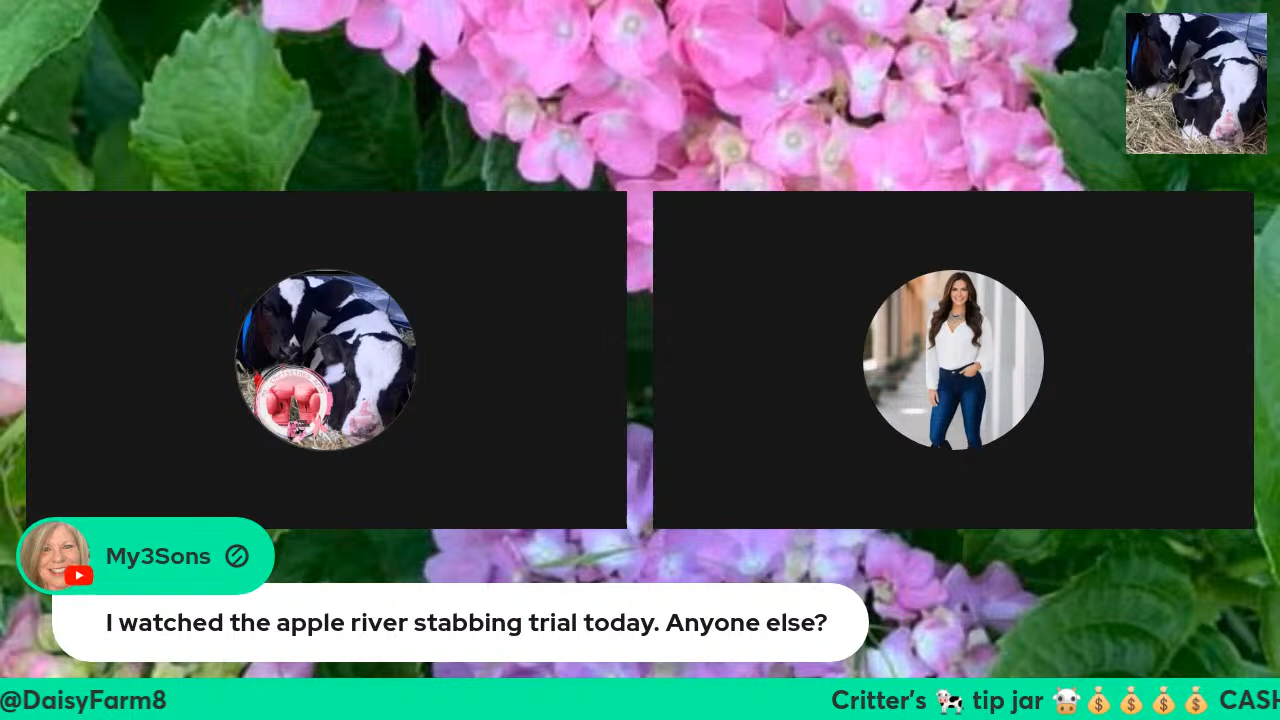 My3Sons
I watched the apple river stabbing trial today. Anyone else?
@DaisyFarm8
Critter's 🐄 tip jar 🐮💰💰💰💰 CASH